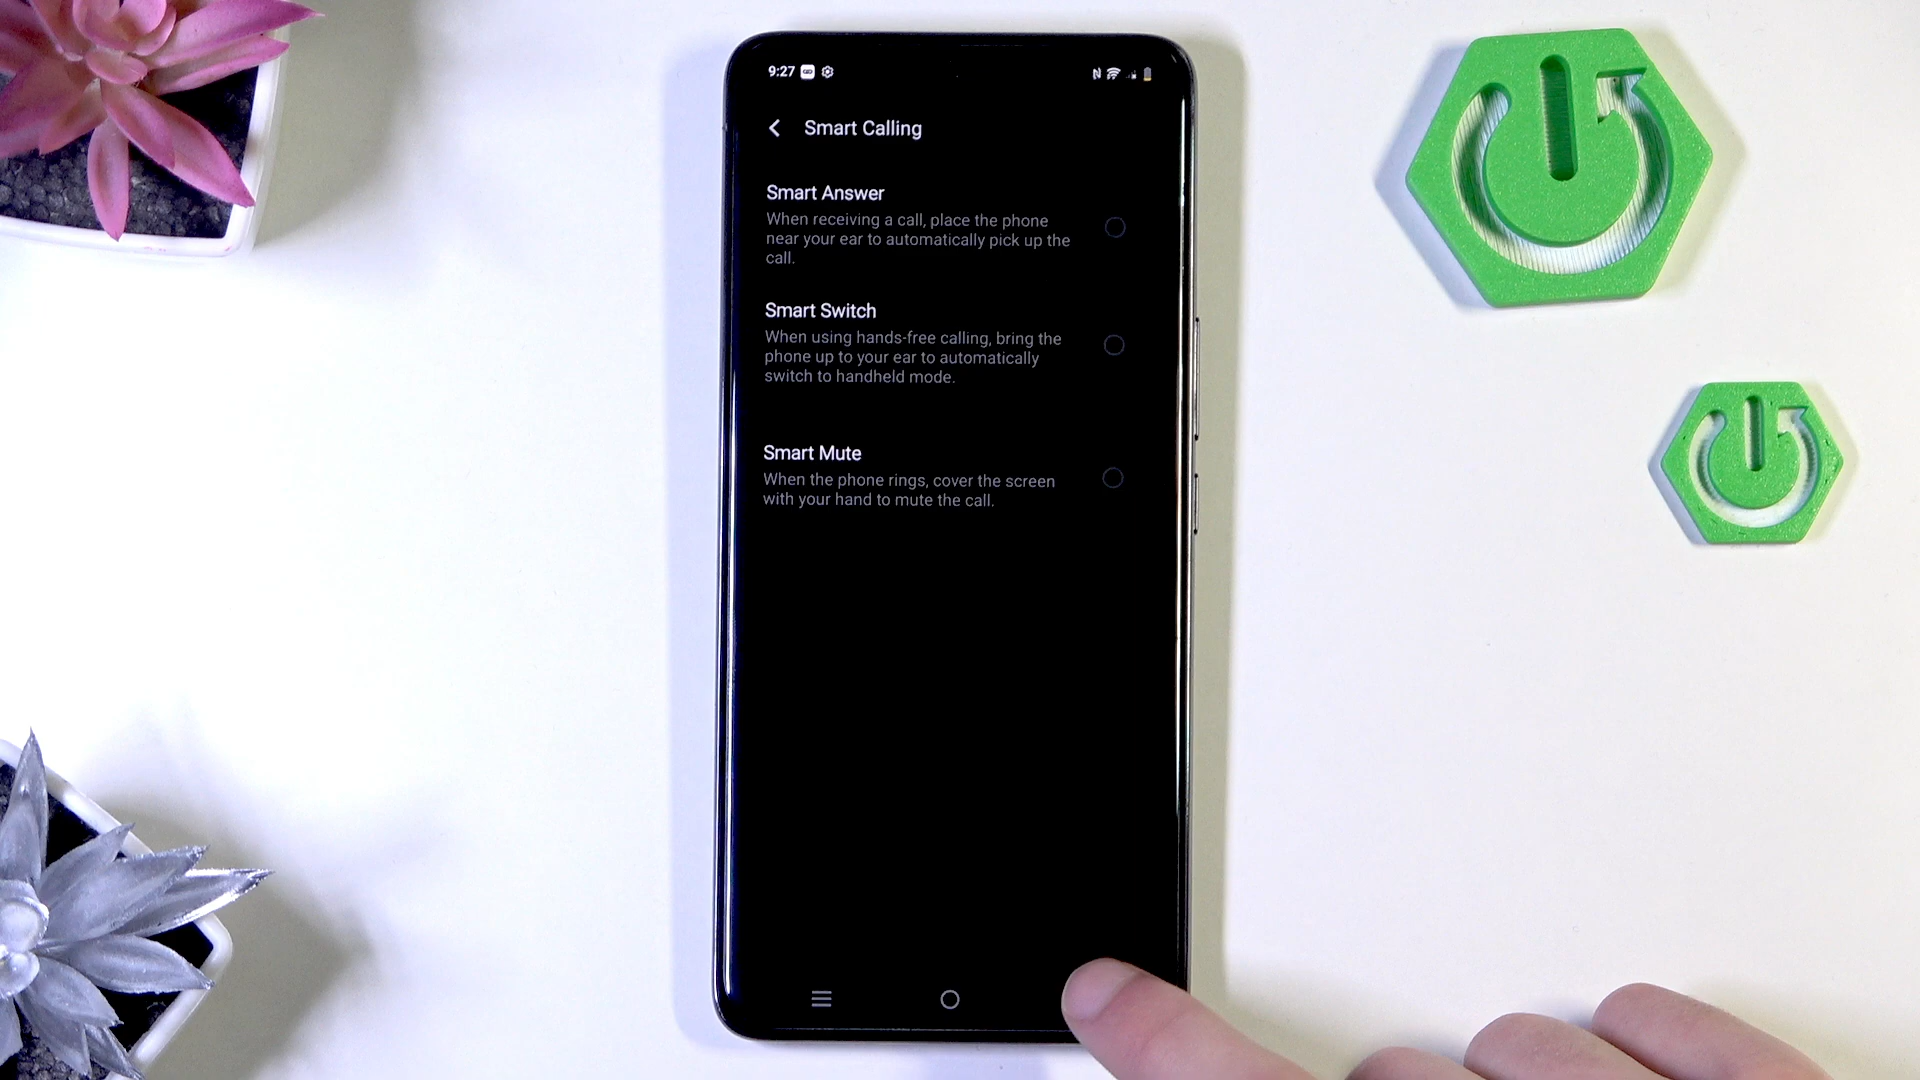 9:27
Smart Calling
Smart Answer
When receiving a call, place the phone
near your ear to automatically pick up the
call.
Smart Switch
When using hands-free calling, bring the
phone up to your ear to automatically
switch to handheld mode.
Smart Mute
When the phone rings, cover the screen
with your hand to mute the call.